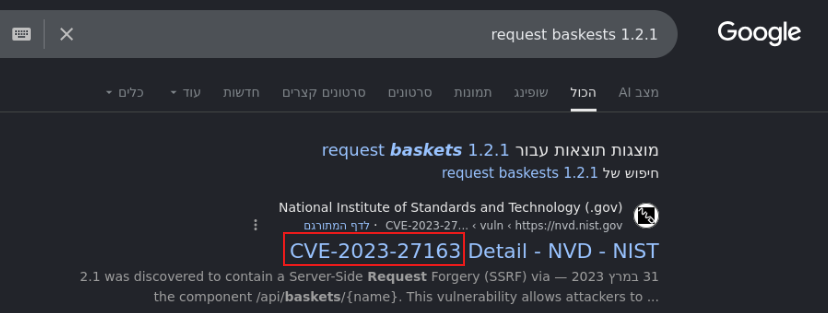 request baskests 1.2.1
Google
מצב AI הכול שופינג תמונות סרטונים סרטונים קצרים חדשות עוד כלים
מוצגות תוצאות עבור request baskets 1.2.1
חיפוש של request baskests 1.2.1
National Institute of Standards and Technology (.gov)
https://nvd.nist.gov › vuln › CVE-2023-27... · לדף המתורגם
CVE-2023-27163 Detail - NVD - NIST
31 במרץ 2023 — 2.1 was discovered to contain a Server-Side Request Forgery (SSRF) via
the component /api/baskets/{name}. This vulnerability allows attackers to ...